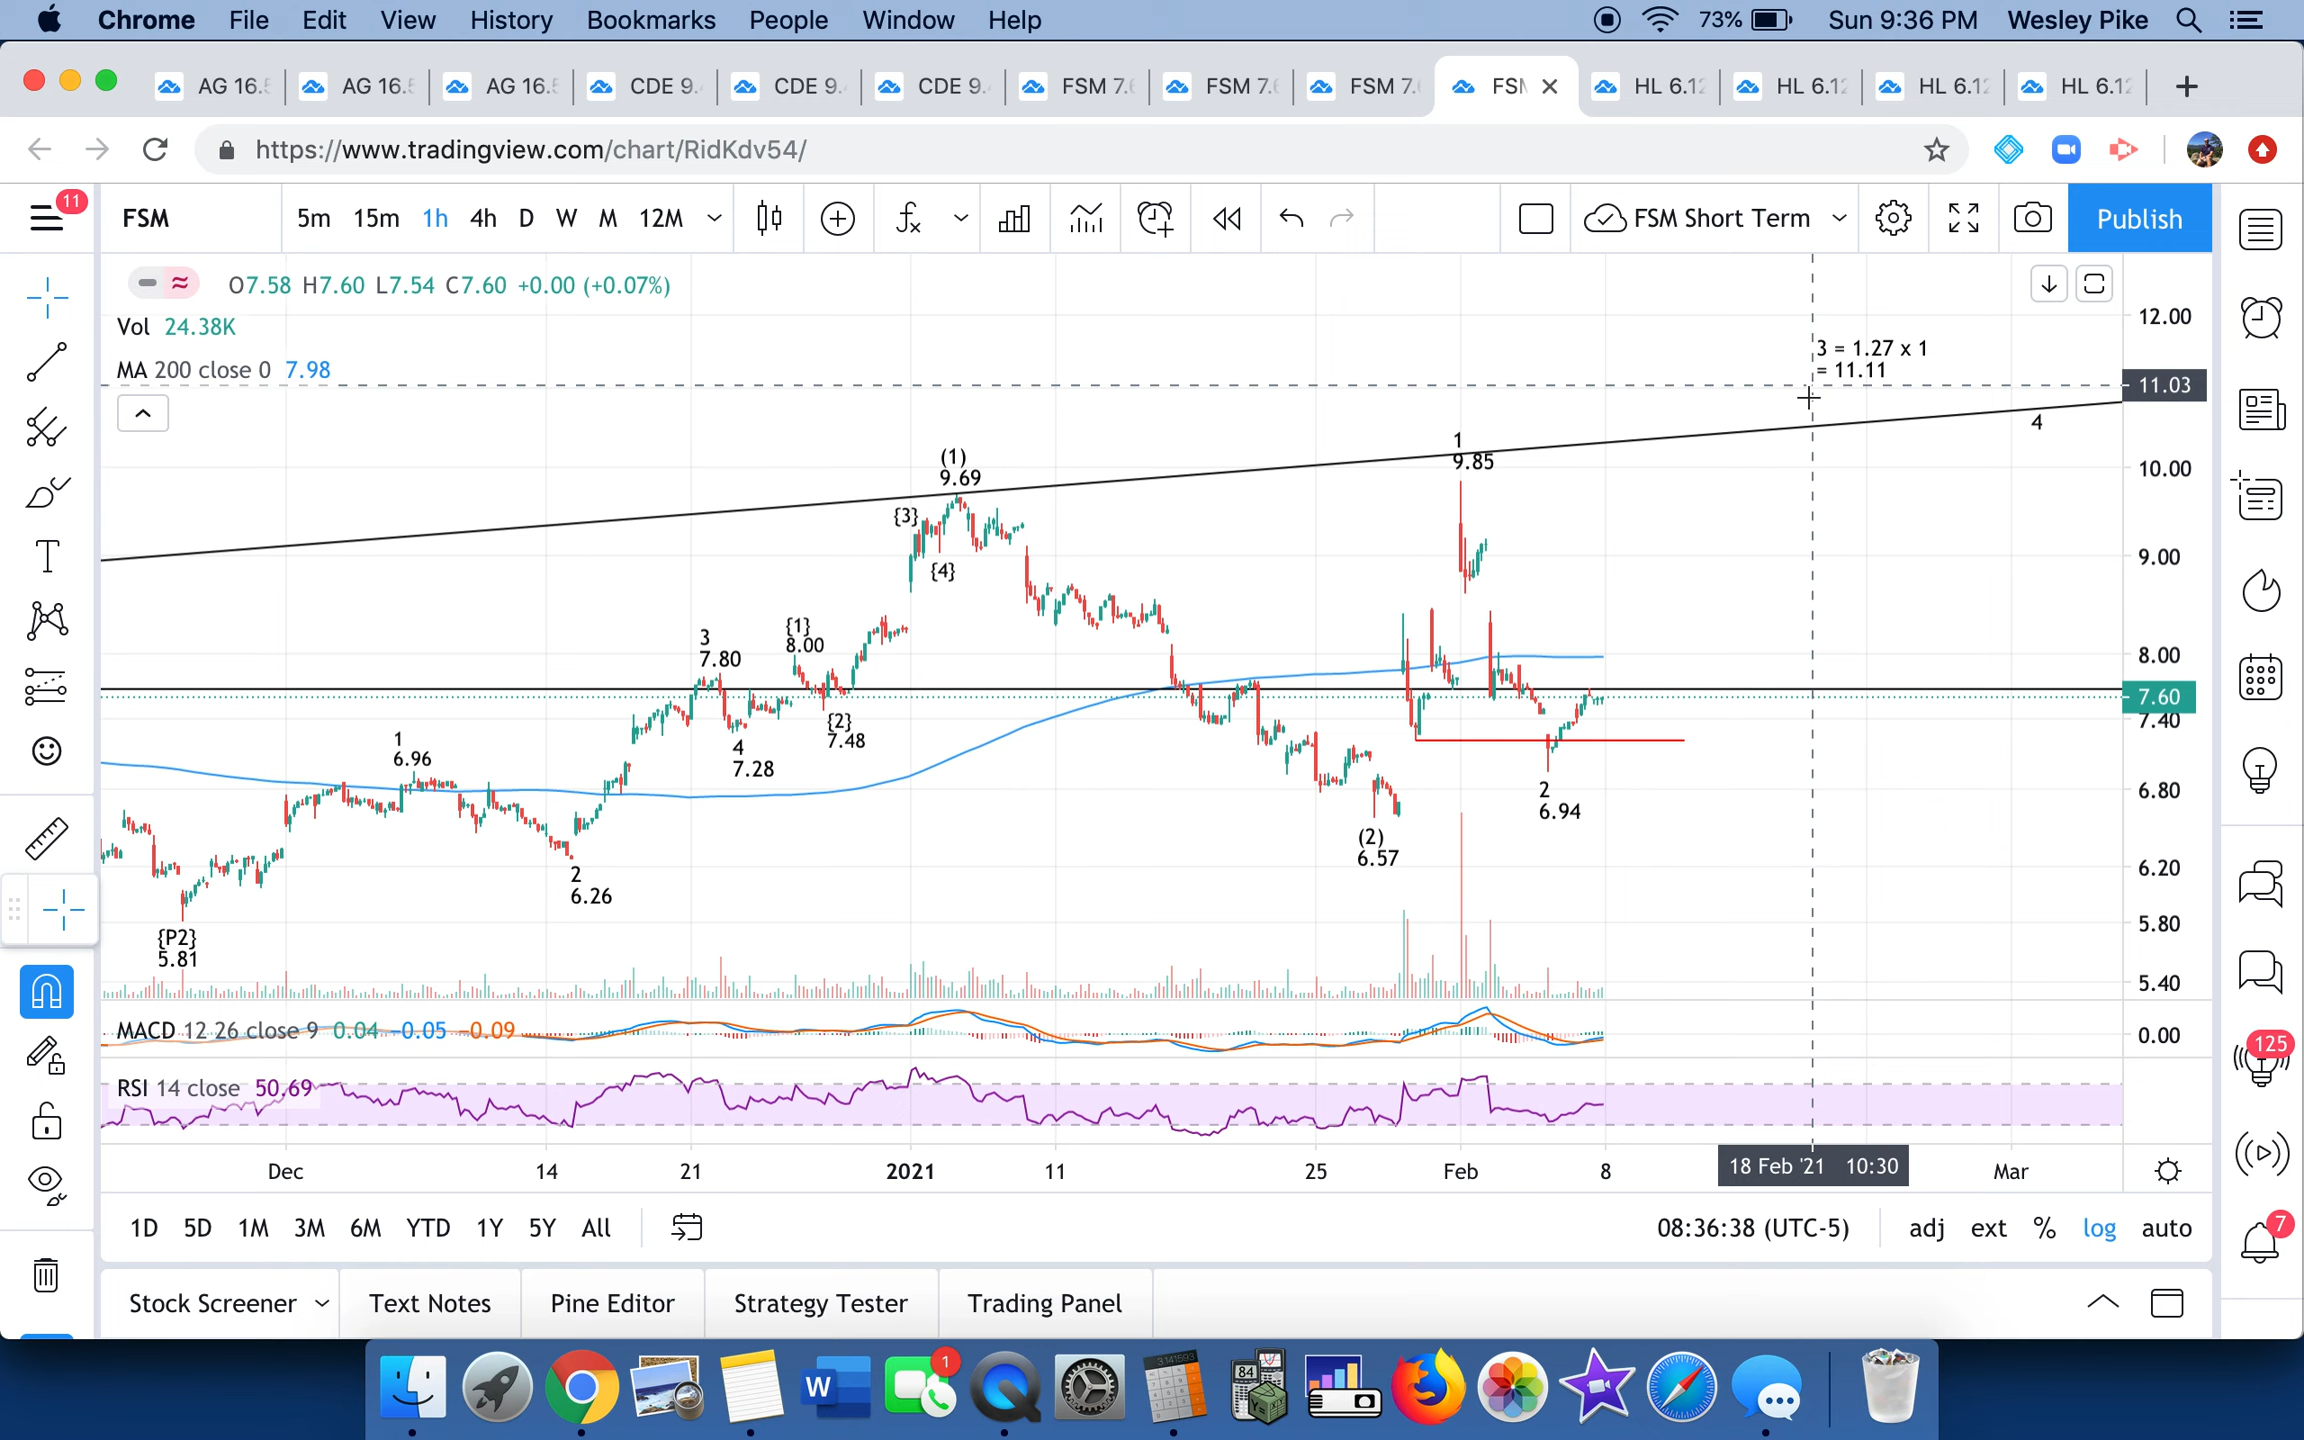 Chrome File Edit View History Bookmarks People Window Help 73% Sun 9:36 PM Wesley Pike
AG 16.5 AG 16.5 AG 16.5 CDE 9. CDE 9. CDE 9. FSM 7.6 FSM 7.6 FSM 7. FSM HL 6.12 HL 6.12 HL 6.12 HL 6.12
https://www.tradingview.com/chart/RidKdv54/
11 FSM 5m 15m 1h 4h D W M 12M FSM Short Term Publish
O7.58 H7.60 L7.54 C7.60 +0.00 (+0.07%)
Vol 24.38K
MA 200 close 0 7.98
12.00
3 = 1.27 x 1
= 11.11
11.03
4
1
9.85
10.00
(1)
9.69
{3}
{4}
9.00
{1}
8.00
3
7.80
8.00
7.60
7.40
{2}
7.48
4
7.28
1
6.96
6.80
2
6.94
(2)
6.57
6.20
2
6.26
5.80
{P2}
5.81
5.40
MACD 12 26 close 9 0.04 -0.05 -0.09
0.00
125
RSI 14 close 50.69
Dec 14 21 2021 11 25 Feb 8 18 Feb '21 10:30 Mar
1D 5D 1M 3M 6M YTD 1Y 5Y All 08:36:38 (UTC-5) adj ext % log auto
7
Stock Screener Text Notes Pine Editor Strategy Tester Trading Panel
1
W
3.141593
84